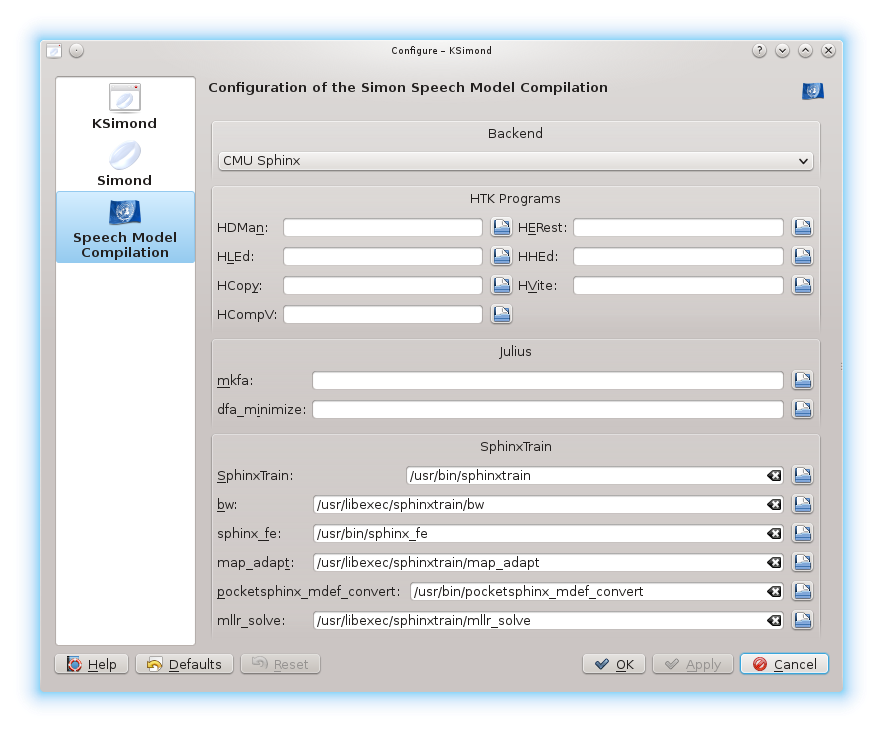 Configure – KSimond
KSimond
Simond
Speech Model
Compilation
Configuration of the Simon Speech Model Compilation
Backend
CMU Sphinx
HTK Programs
HDMan: HERest:
HLEd: HHEd:
HCopy: HVite:
HCompV:
Julius
mkfa:
dfa_minimize:
SphinxTrain
SphinxTrain: /usr/bin/sphinxtrain
bw: /usr/libexec/sphinxtrain/bw
sphinx_fe: /usr/bin/sphinx_fe
map_adapt: /usr/libexec/sphinxtrain/map_adapt
pocketsphinx_mdef_convert: /usr/bin/pocketsphinx_mdef_convert
mllr_solve: /usr/libexec/sphinxtrain/mllr_solve
Help Defaults Reset OK Apply Cancel